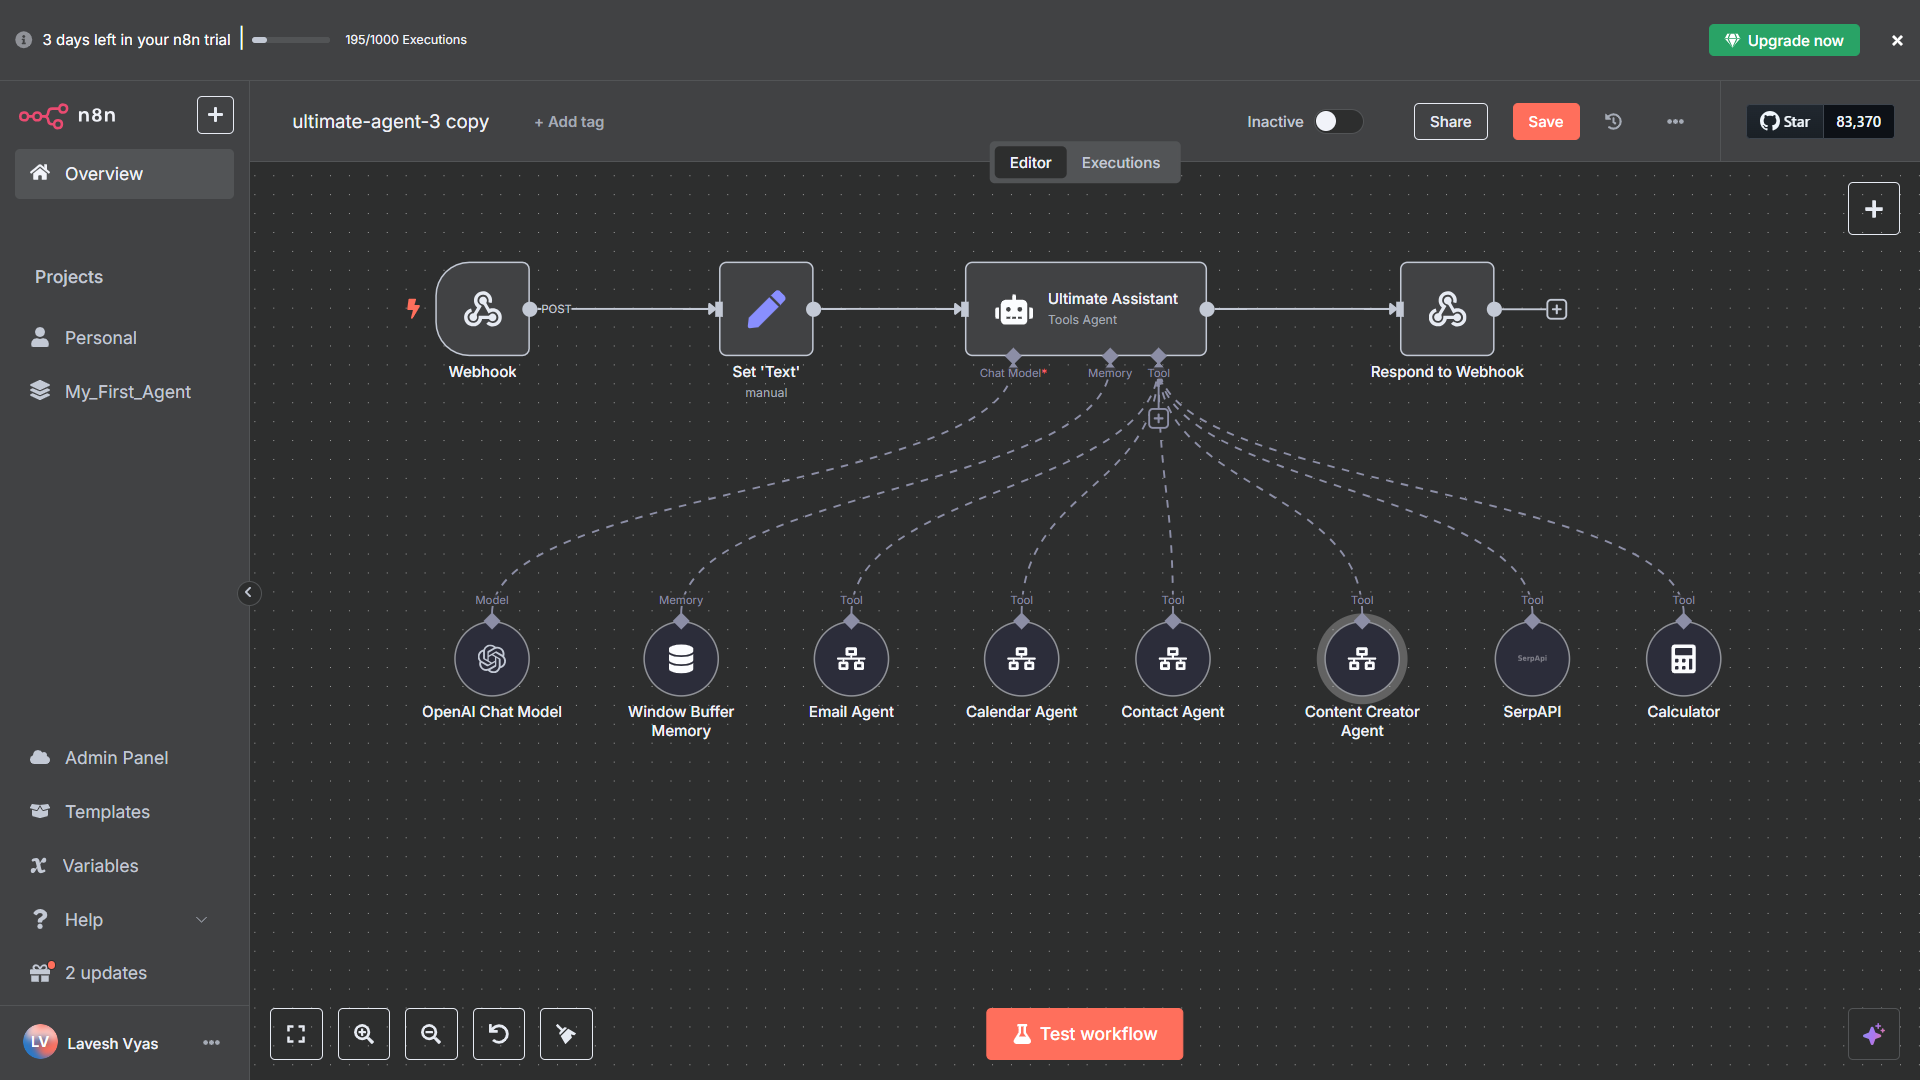 3 days left in your n8n trial
195/1000 Executions
Upgrade now
n8n
Overview
Projects
Personal
My_First_Agent
Admin Panel
Templates
Variables
Help
2 updates
LV
Lavesh Vyas
ultimate-agent-3 copy
+ Add tag
Inactive
Share
Save
Star
83,370
Editor
Executions
POST
Webhook
Set 'Text'
manual
Ultimate Assistant
Tools Agent
Chat Model*
Memory
Tool
Respond to Webhook
Model
Memory
Tool
Tool
Tool
Tool
Tool
Tool
SerpApi
OpenAI Chat Model
Window Buffer
Memory
Email Agent
Calendar Agent
Contact Agent
Content Creator
Agent
SerpAPI
Calculator
Test workflow